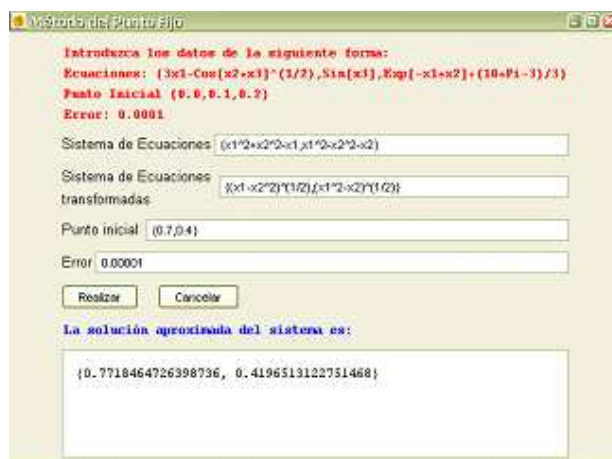 Método del Punto Fijo
Introduzca los datos de la siguiente forma:
Ecuaciones: {3x1-Cos[x2*x3]^(1/2),Sin[x3],Exp[-x1*x2]+(10*Pi-3)/3}
Punto Inicial {0.0,0.1,0.2}
Error: 0.0001
Sistema de Ecuaciones {x1^2+x2^2-x1,x1^2-x2^2-x2}
Sistema de Ecuaciones
transformadas {(x1-x2^2)^(1/2),(x1^2-x2)^(1/2)}
Punto inicial {0.7,0.4}
Error 0.00001
Realizar Cancelar
La solución aproximada del sistema es:
{0.7718464726398736, 0.4196513122751468}